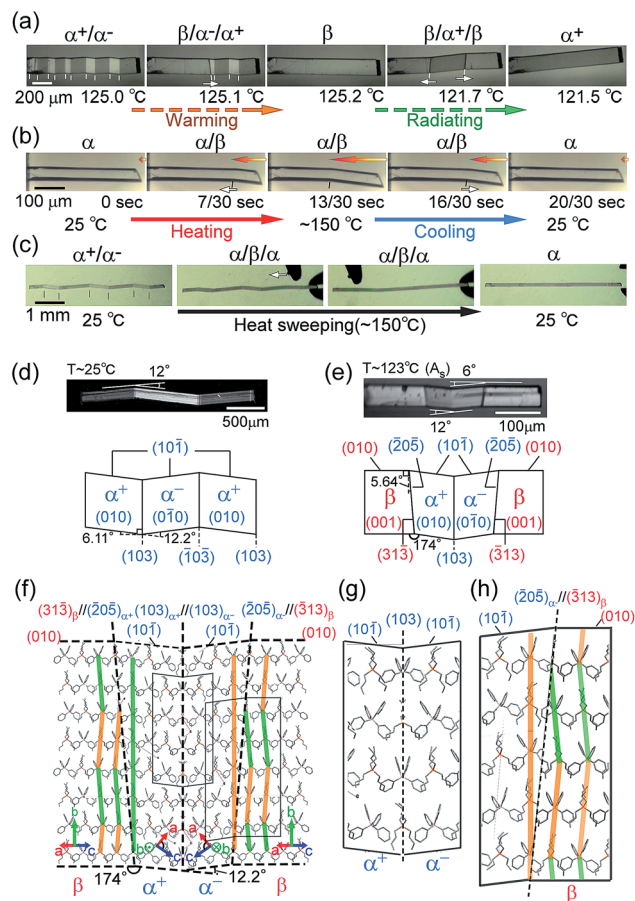 (a)
α⁺/α⁻ β/α⁻/α⁺ β β/α⁺/β α⁺
200 μm 125.0 ℃ 125.1 ℃ 125.2 ℃ 121.7 ℃ 121.5 ℃
Warming Radiating
(b)
α α/β α/β α/β α
100 μm 0 sec 7/30 sec 13/30 sec 16/30 sec 20/30 sec
25 ℃ Heating ~150 ℃ Cooling 25 ℃
(c)
α⁺/α⁻ α/β/α α/β/α α
1 mm 25 ℃ Heat sweeping(~150℃) 25 ℃
(d)
T~25℃ 12°
500μm
(101̄)
α⁺ α⁻ α⁺
(010) (01̄0) (010)
6.11° 12.2°
(103) (1̄03̄) (103)
(e)
T~123℃ (Aₛ) 6°
12° 100μm
(010) (2̄05̄) (101̄) (2̄05̄) (010)
5.64°
β α⁺ α⁻ β
(001) (010) (01̄0) (001)
(313̄) 174° (103) (3̄13)
(f)
(313̄)β//(2̄05̄)α+ (103)α+//(103)α- (2̄05̄)α//(3̄13)β
(010) (101̄) (101̄) (010)
b a c b a c a c b b a c
174° 12.2°
β α⁺ α⁻ β
(g)
(103)
(101̄) (101̄)
α⁺ α⁻
(h)
(2̄05̄)α//(3̄13)β
(101̄) (010)
β